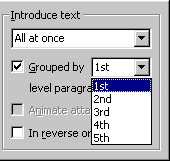 Introduce text
All at once
Grouped by 1st
level paragra
1st
2nd
3rd
4th
5th
Animate atta
In reverse or